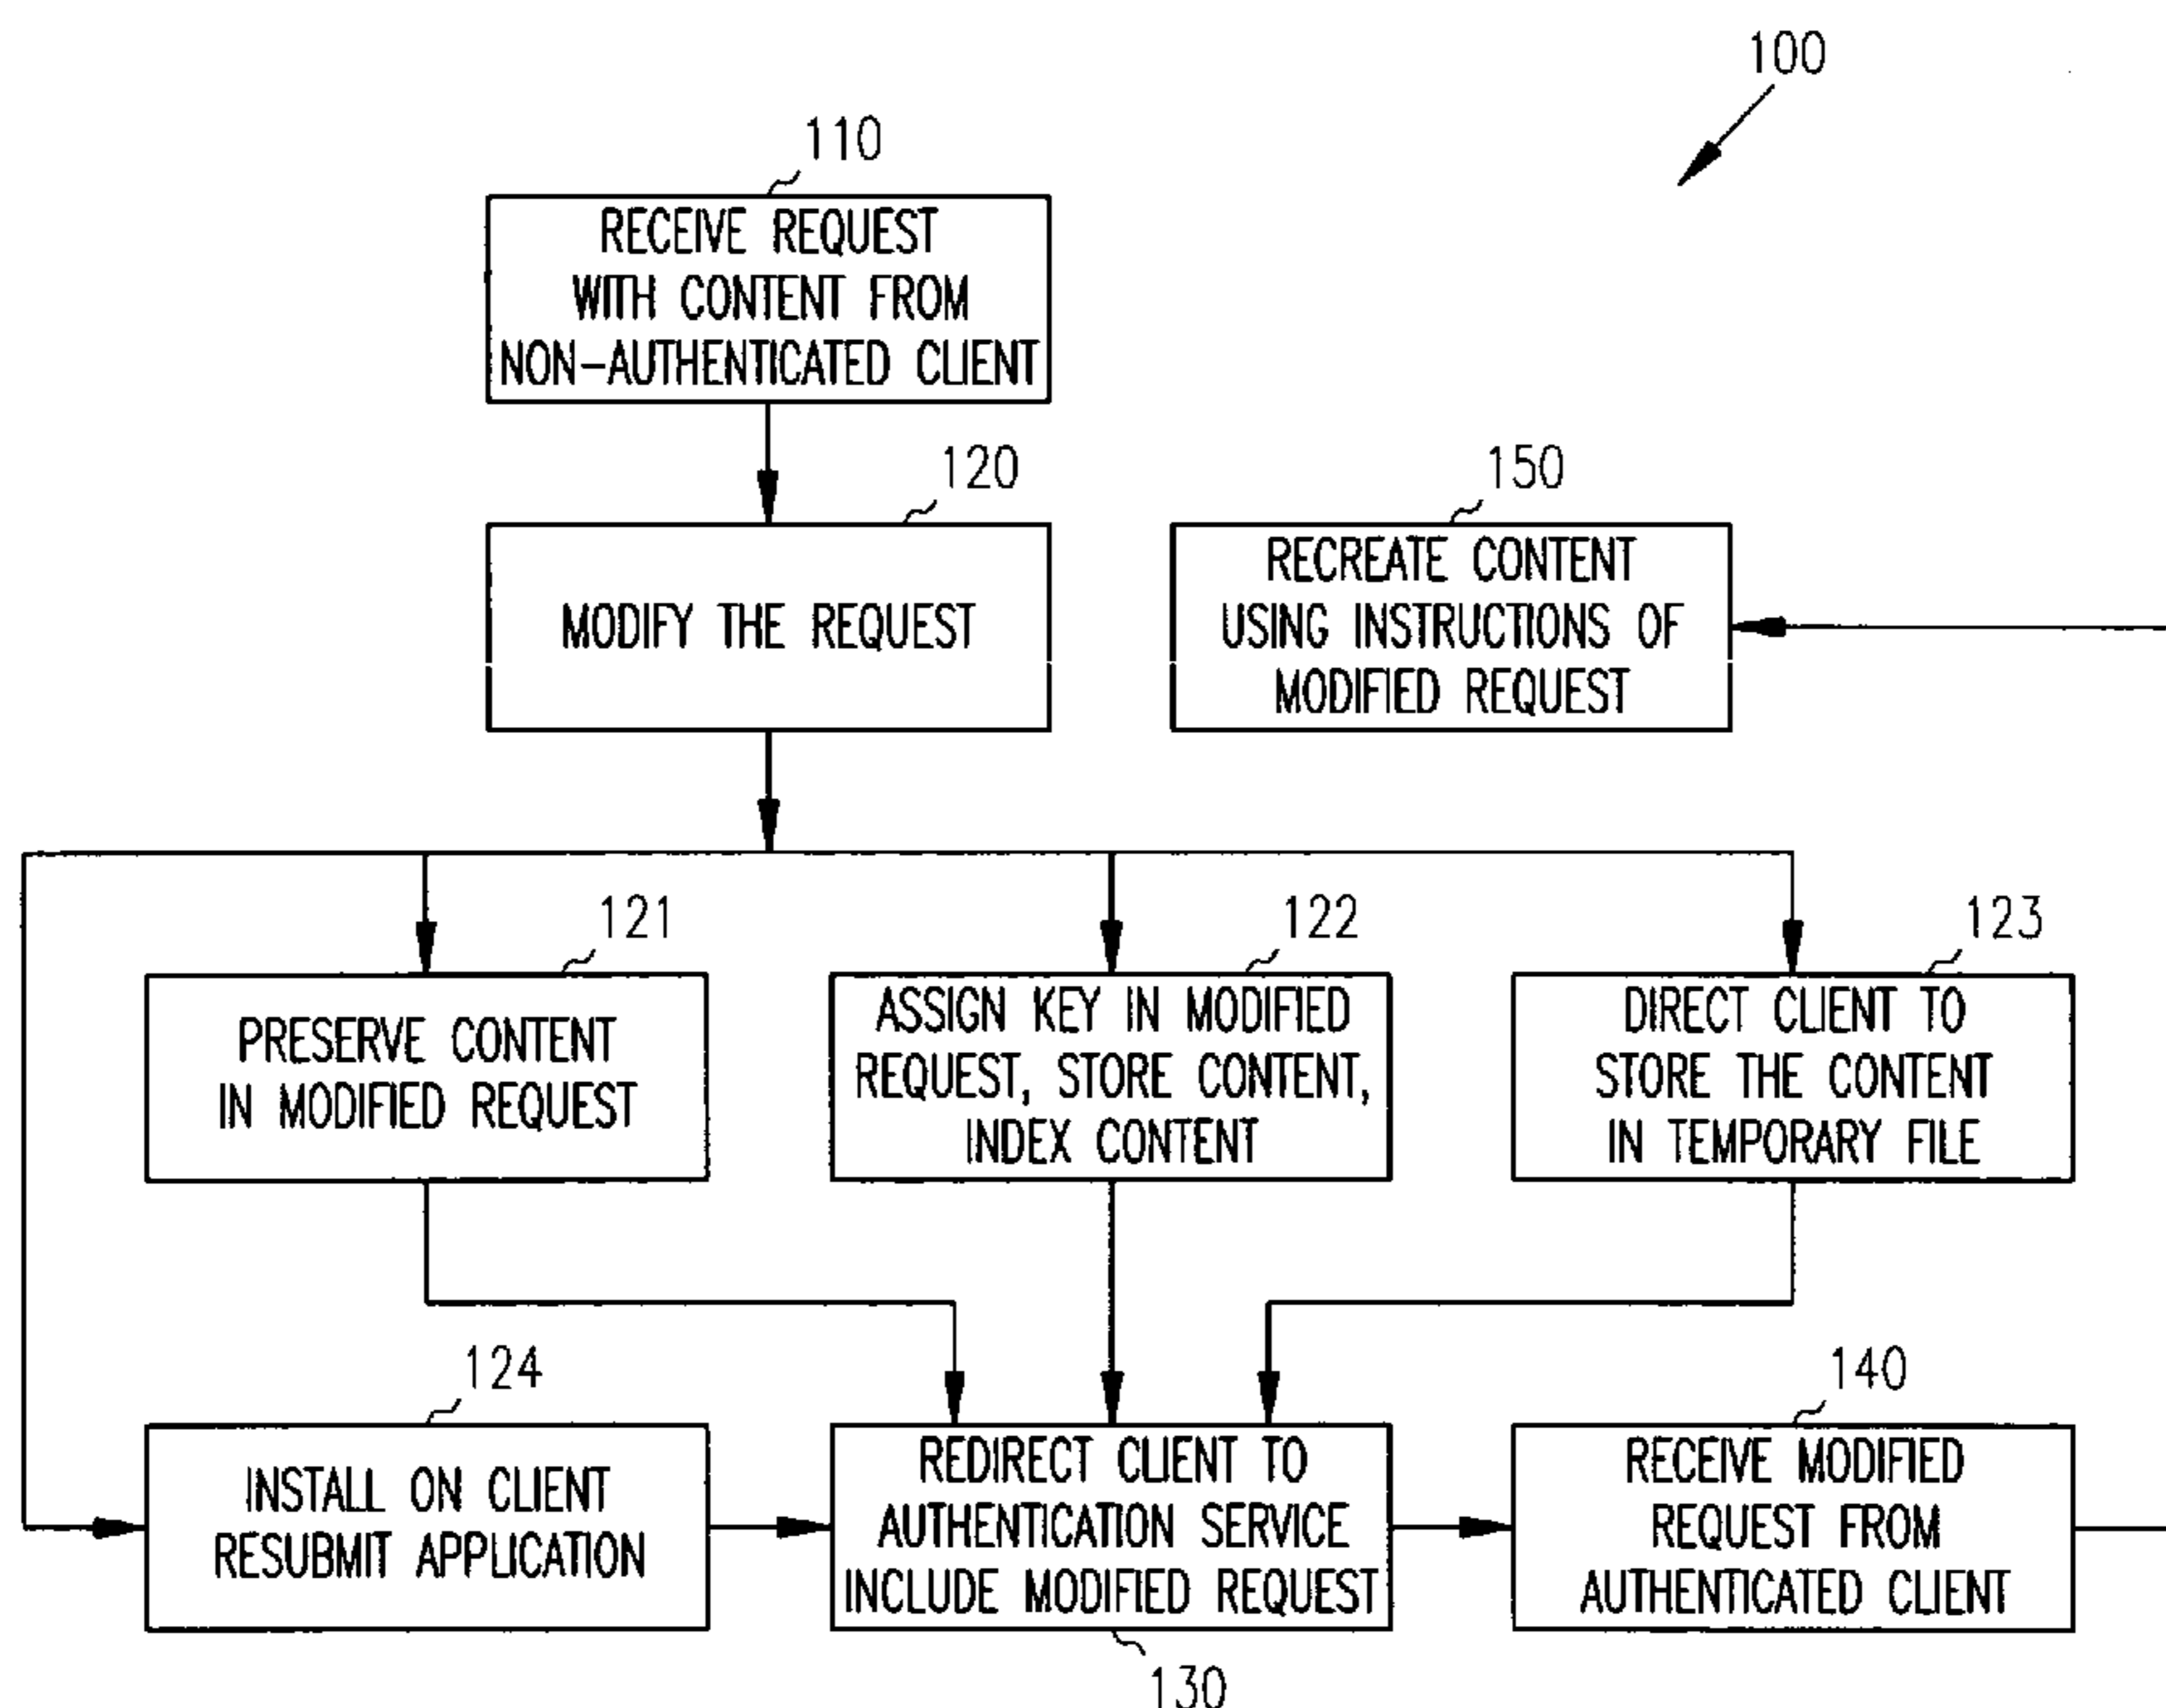 100
110
RECEIVE REQUEST
WITH CONTENT FROM
NON-AUTHENTICATED CLIENT
120
MODIFY THE REQUEST
150
RECREATE CONTENT
USING INSTRUCTIONS OF
MODIFIED REQUEST
121
PRESERVE CONTENT
IN MODIFIED REQUEST
122
ASSIGN KEY IN MODIFIED
REQUEST, STORE CONTENT,
INDEX CONTENT
123
DIRECT CLIENT TO
STORE THE CONTENT
IN TEMPORARY FILE
124
INSTALL ON CLIENT
RESUBMIT APPLICATION
REDIRECT CLIENT TO
AUTHENTICATION SERVICE
INCLUDE MODIFIED REQUEST
130
140
RECEIVE MODIFIED
REQUEST FROM
AUTHENTICATED CLIENT